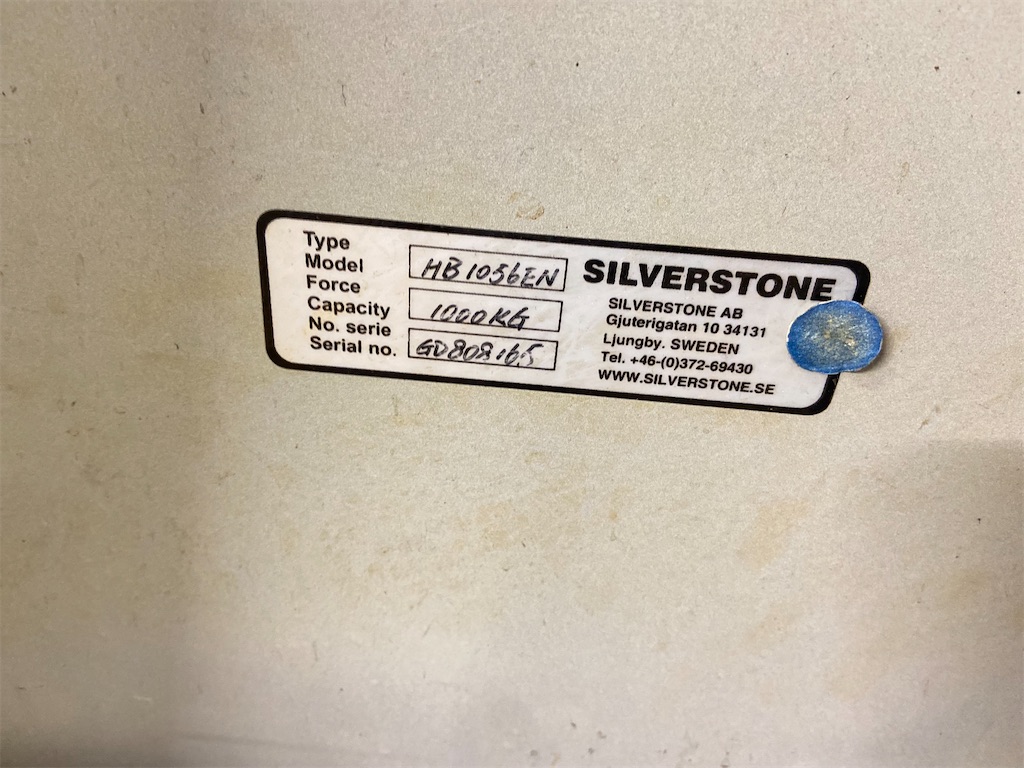 Type
Model HB1056EN
Force
Capacity 1000KG
No. serie
Serial no. GD808165
SILVERSTONE
SILVERSTONE AB
Gjuterigatan 10 34131
Ljungby. SWEDEN
Tel. +46-(0)372-69430
WWW.SILVERSTONE.SE